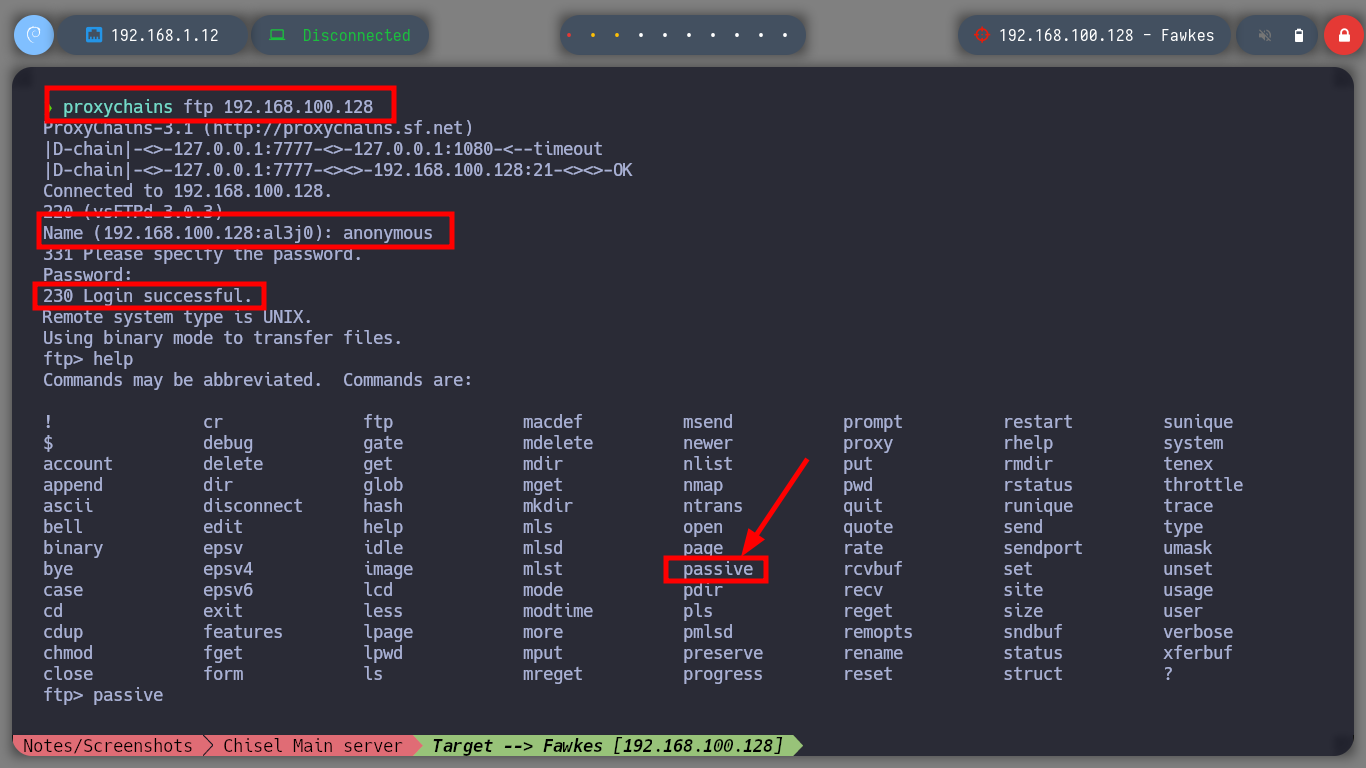 192.168.1.12 Disconnected 192.168.100.128 - Fawkes
proxychains ftp 192.168.100.128
ProxyChains-3.1 (http://proxychains.sf.net)
|D-chain|-<>-127.0.0.1:7777-<>-127.0.0.1:1080-<--timeout
|D-chain|-<>-127.0.0.1:7777-<><>-192.168.100.128:21-<><>-OK
Connected to 192.168.100.128.
220 (vsFTPd 3.0.3)
Name (192.168.100.128:al3j0): anonymous
331 Please specify the password.
Password:
230 Login successful.
Remote system type is UNIX.
Using binary mode to transfer files.
ftp> help
Commands may be abbreviated.  Commands are:
! cr ftp macdef msend prompt restart sunique
$ debug gate mdelete newer proxy rhelp system
account delete get mdir nlist put rmdir tenex
append dir glob mget nmap pwd rstatus throttle
ascii disconnect hash mkdir ntrans quit runique trace
bell edit help mls open quote send type
binary epsv idle mlsd page rate sendport umask
bye epsv4 image mlst passive rcvbuf set unset
case epsv6 lcd mode pdir recv site usage
cd exit less modtime pls reget size user
cdup features lpage more pmlsd remopts sndbuf verbose
chmod fget lpwd mput preserve rename status xferbuf
close form ls mreget progress reset struct ?
ftp> passive
Notes/Screenshots Chisel Main server Target --> Fawkes [192.168.100.128]